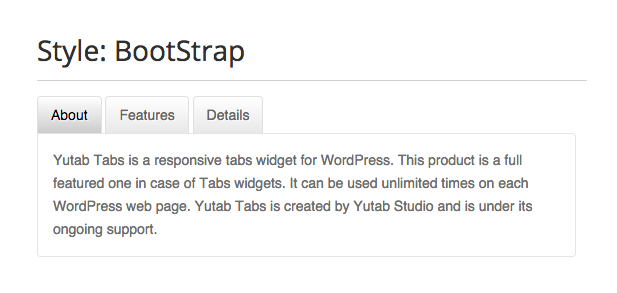 Style: BootStrap
About Features Details
Yutab Tabs is a responsive tabs widget for WordPress. This product is a full
featured one in case of Tabs widgets. It can be used unlimited times on each
WordPress web page. Yutab Tabs is created by Yutab Studio and is under its
ongoing support.